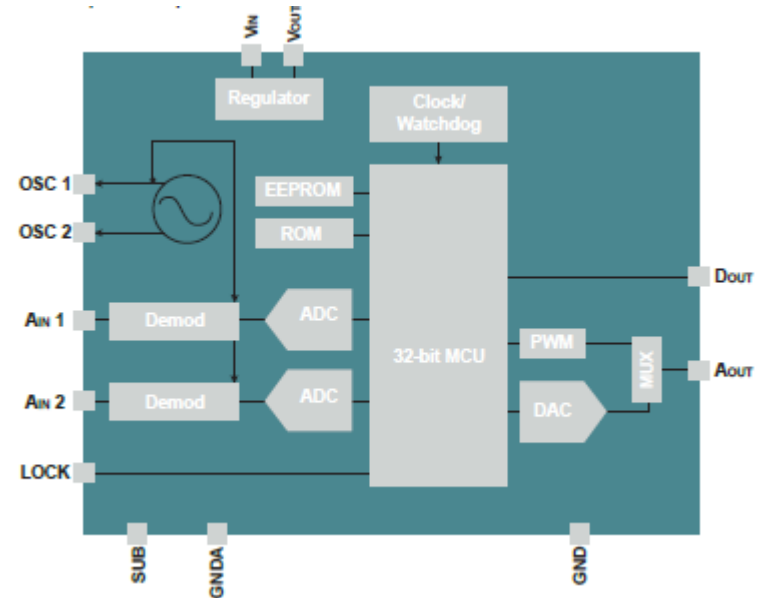 VIN
VOUT
Regulator
Clock/
Watchdog
OSC 1
OSC 2
EEPROM
ROM
AIN 1
Demod
ADC
32-bit MCU
DOUT
PWM
MUX
AOUT
AIN 2
Demod
ADC
DAC
LOCK
SUB
GNDA
GND